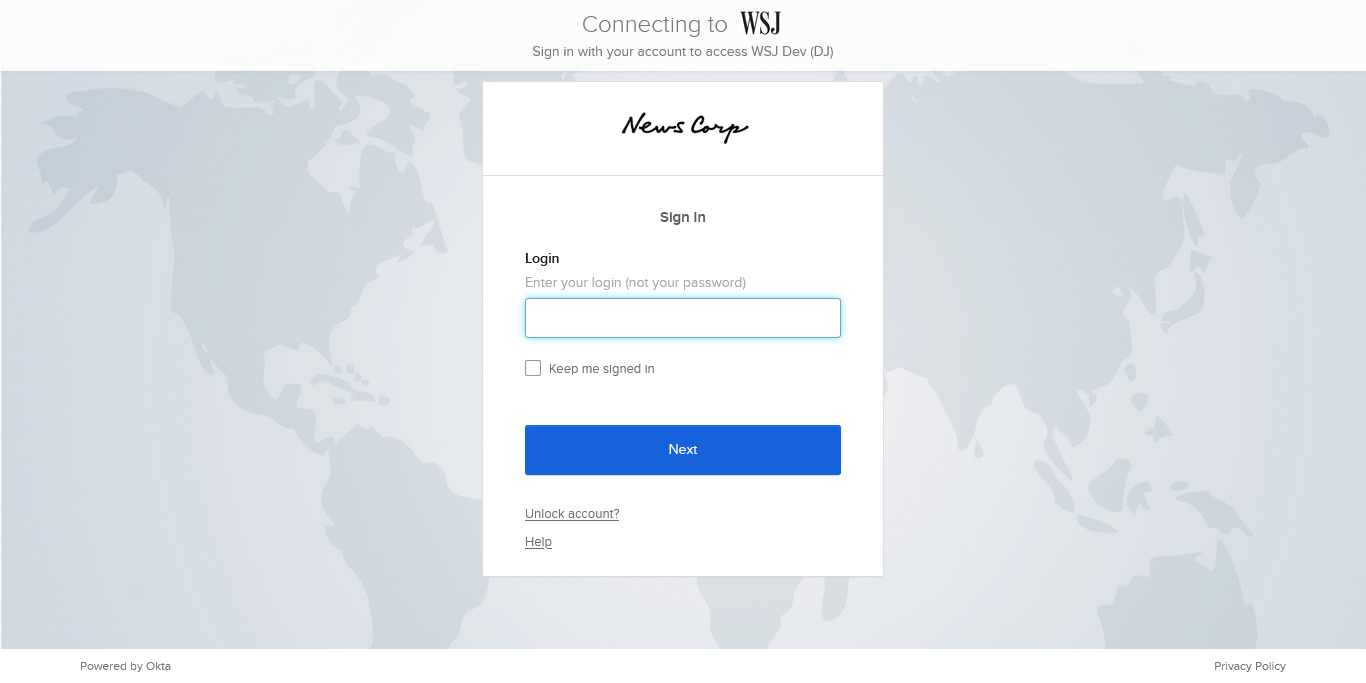 Connecting to WSJ
Sign in with your account to access WSJ Dev (DJ)
News Corp
Sign In
Login
Enter your login (not your password)
Keep me signed in
Next
Unlock account?
Help
Powered by Okta
Privacy Policy